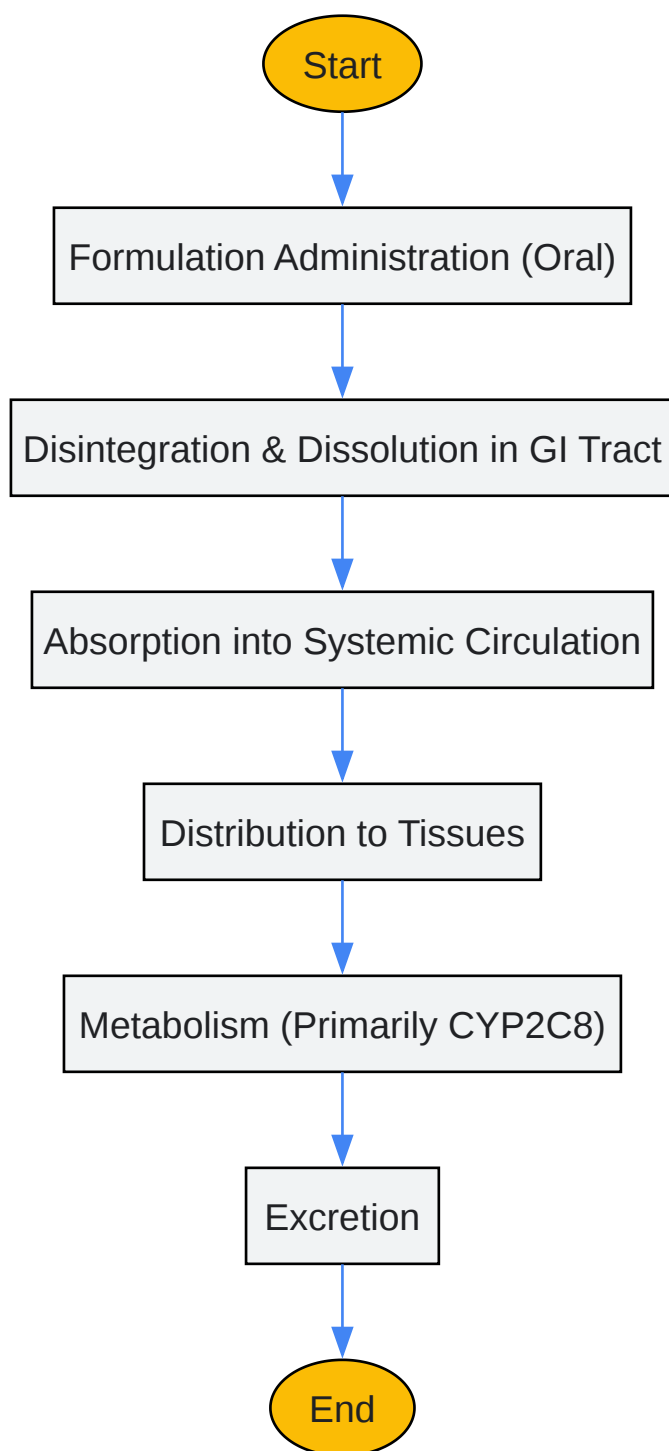 Start
Formulation Administration (Oral)
Disintegration & Dissolution in GI Tract
Absorption into Systemic Circulation
Distribution to Tissues
Metabolism (Primarily CYP2C8)
Excretion
End